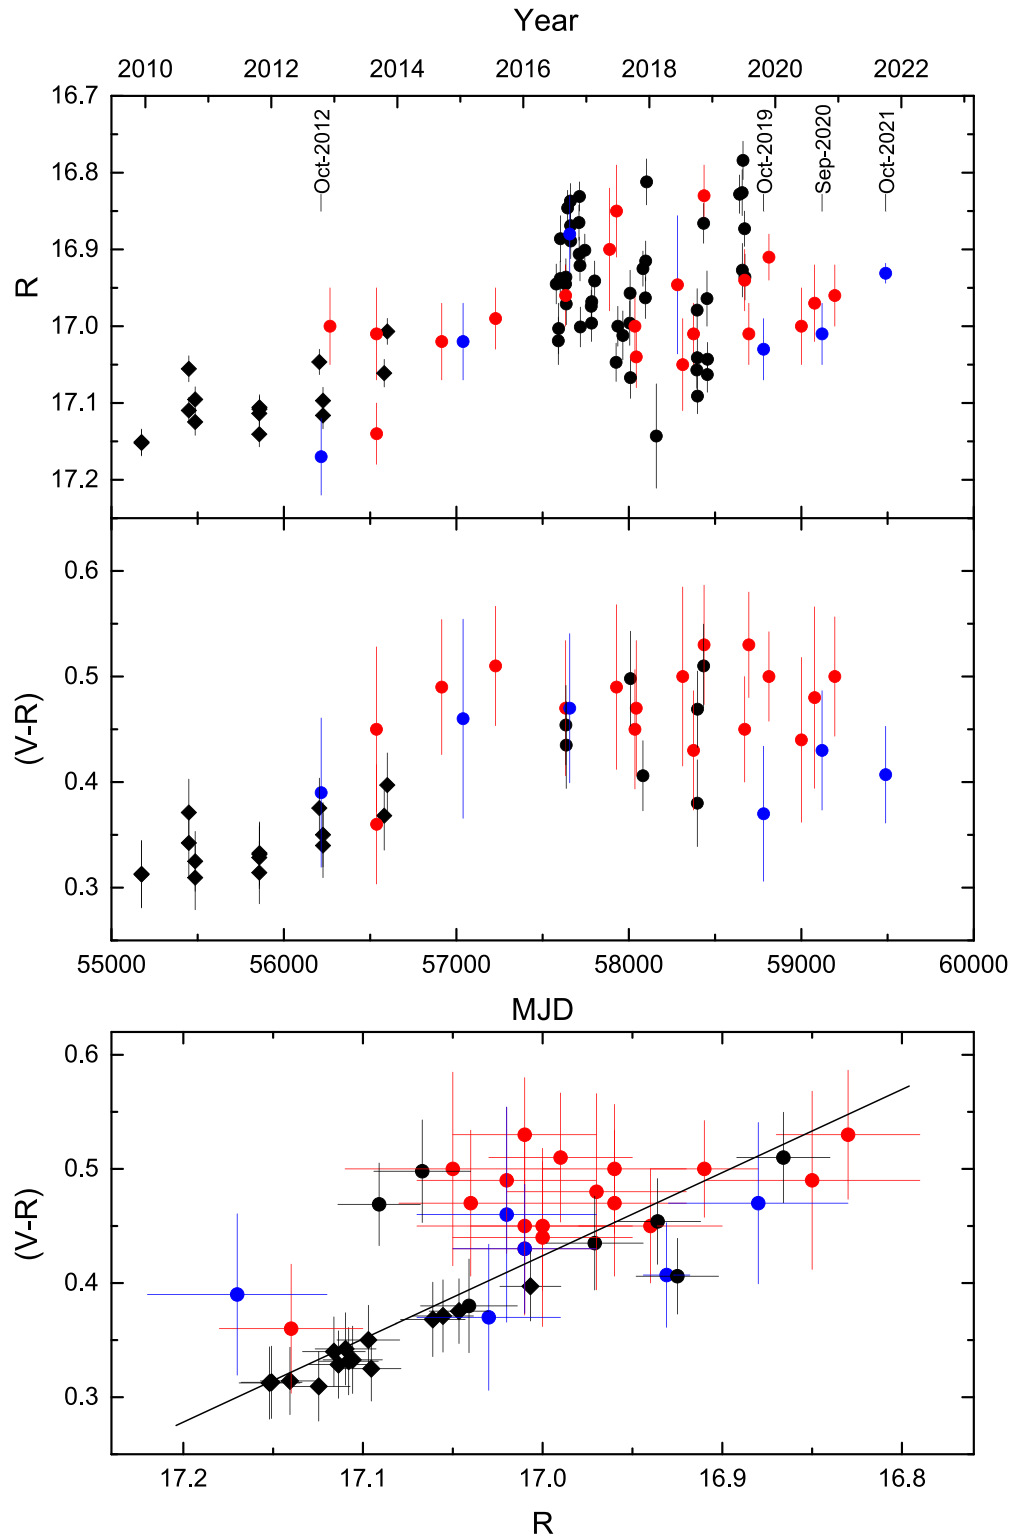 Year
2010 2012 2014 2016 2018 2020 2022
16.7
16.8
16.9
17.0
17.1
17.2
R
Oct-2012
Oct-2019
Sep-2020
Oct-2021
0.6
0.5
0.4
0.3
(V-R)
55000 56000 57000 58000 59000 60000
MJD
0.6
0.5
0.4
0.3
(V-R)
17.2 17.1 17.0 16.9 16.8
R